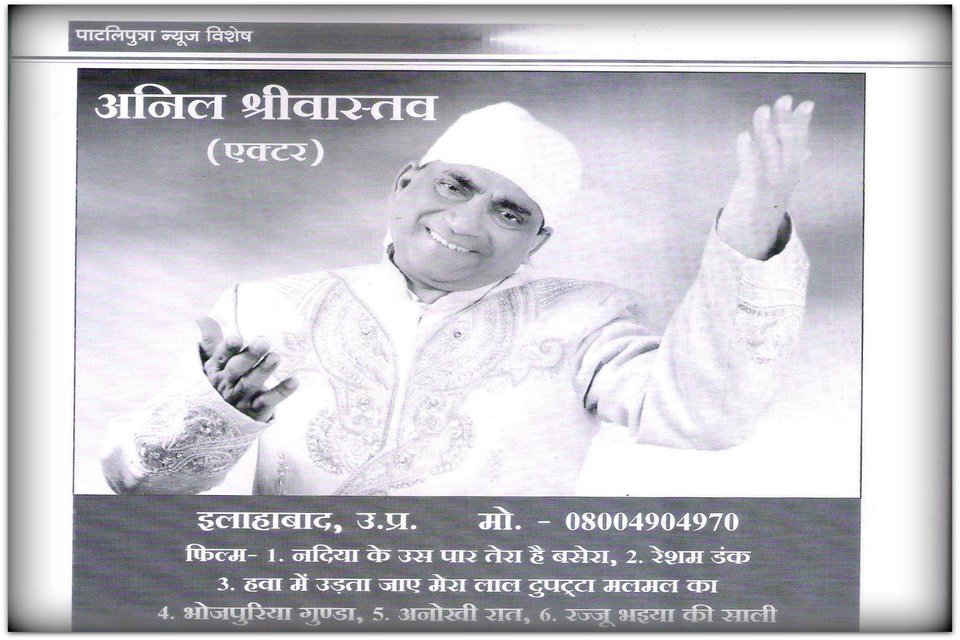 पाटलिपुत्रा न्यूज विशेष
अनिल श्रीवास्तव
(एक्टर)
इलाहाबाद, उ.प्र. मो. - 08004904970
फिल्म- 1. नदिया के उस पार तेरा है बसेरा, 2. रेशम डंक
3. हवा में उड़ता जाए मेरा लाल दुपट्टा मलमल का
4. भोजपुरिया गुण्डा, 5. अनोखी रात, 6. रज्जू भइया की साली